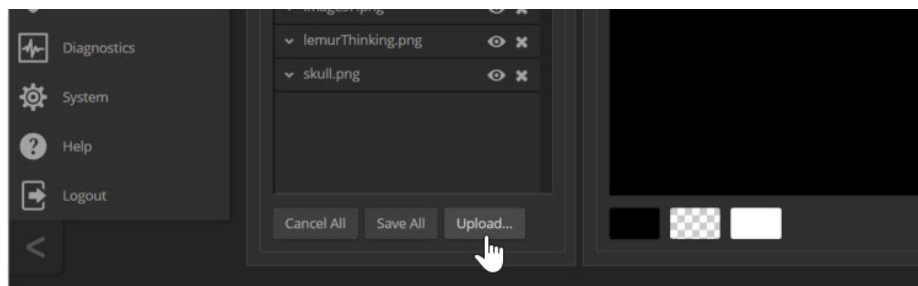 Diagnostics
System
Help
Logout
lemurThinking.png
skull.png
Cancel All
Save All
Upload...